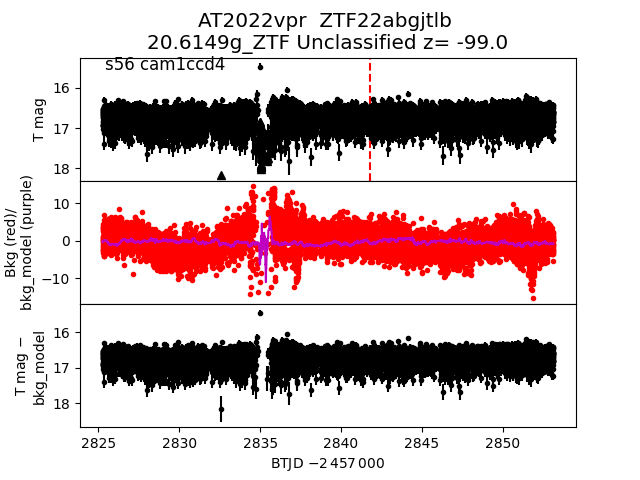 AT2022vpr  ZTF22abgjtlb
20.6149g_ZTF Unclassified z= -99.0
s56 cam1ccd4
T mag
16
17
18
Bkg (red)/
bkg_model (purple)
10
0
−10
T mag −
bkg_model
16
17
18
2825
2830
2835
2840
2845
2850
BTJD −2 457 000